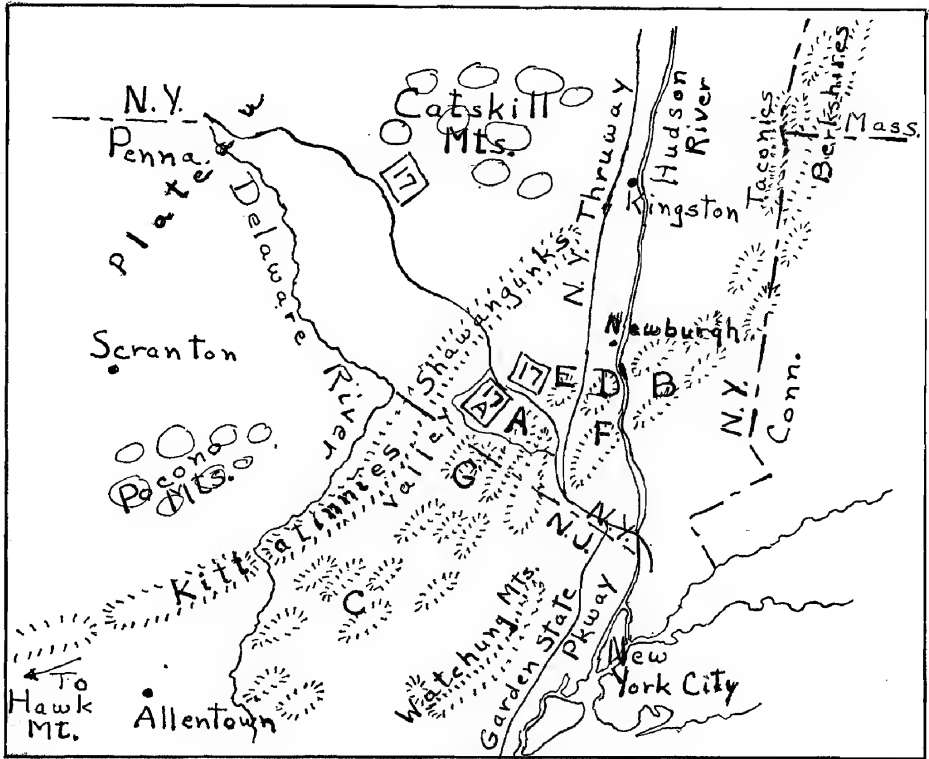 N.Y.
Penna.
Plateau
Catskill
Mts.
17
N.Y. Thruway
Hudson
River
Kingston
Taconics
Berkshires
Mass.
Delaware
River
Scranton
Shawangunks
Newburgh
17
17
A
A
E
D
B
F
G
N.Y.
Conn.
Pocono
Mts.
Kittatinnies
Valley
N.J.
N.Y.
C
Watchung Mts.
Garden State
Pkway
New
York City
To
Hawk
Mt.
Allentown